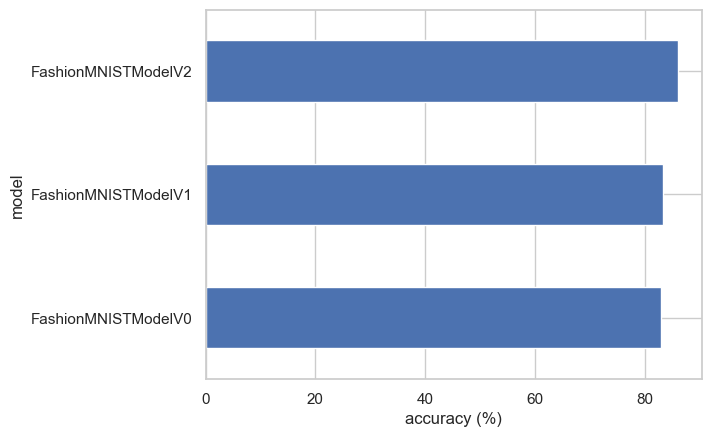 FashionMNISTModelV2
FashionMNISTModelV1
FashionMNISTModelV0
model
0 20 40 60 80
accuracy (%)